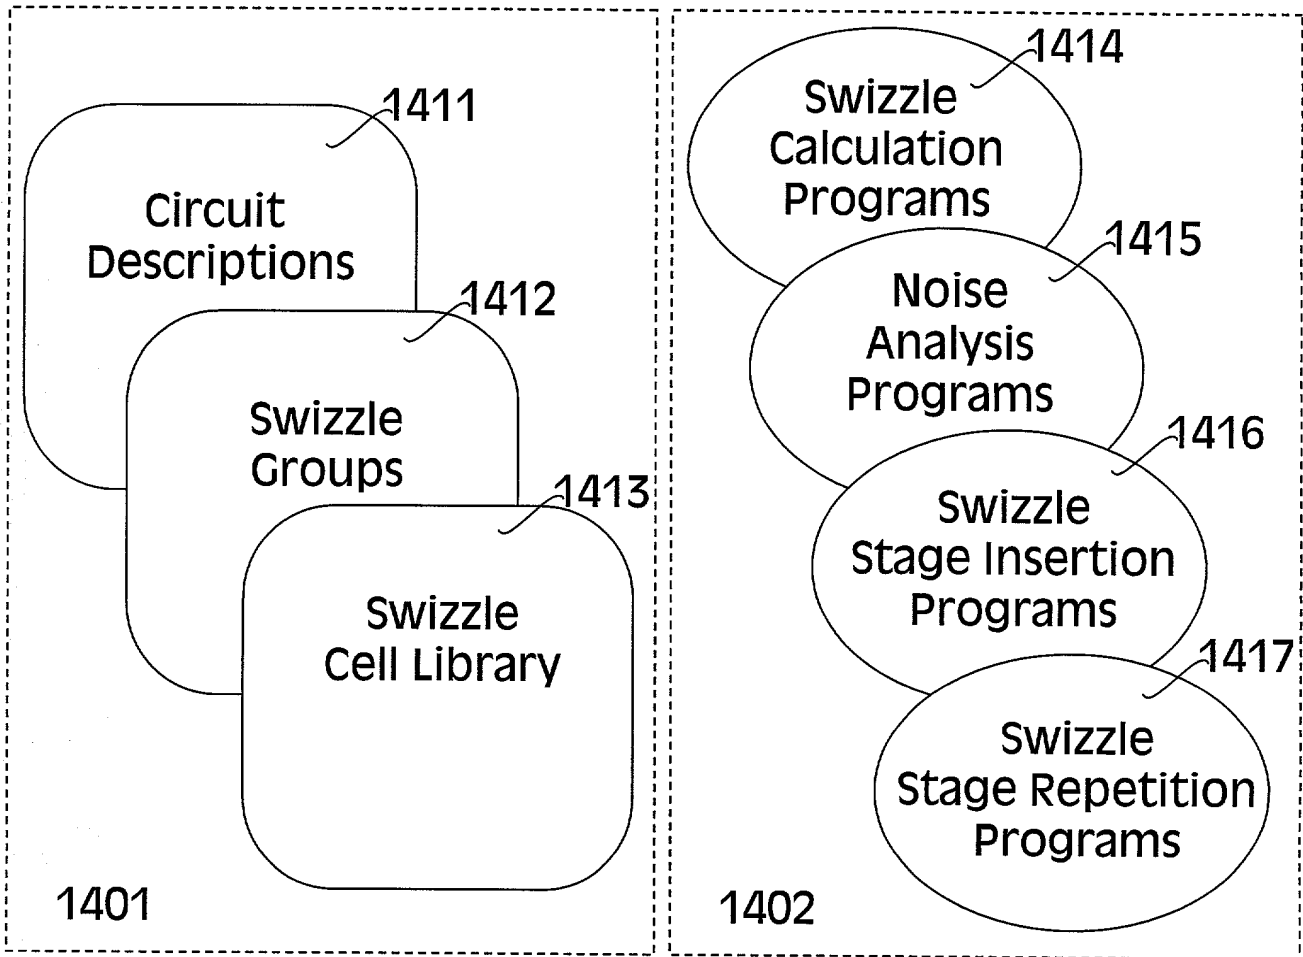 1411
Circuit
Descriptions
1412
Swizzle
Groups
1413
Swizzle
Cell Library
1401
1414
Swizzle
Calculation
Programs
1415
Noise
Analysis
Programs
1416
Swizzle
Stage Insertion
Programs
1417
Swizzle
Stage Repetition
Programs
1402